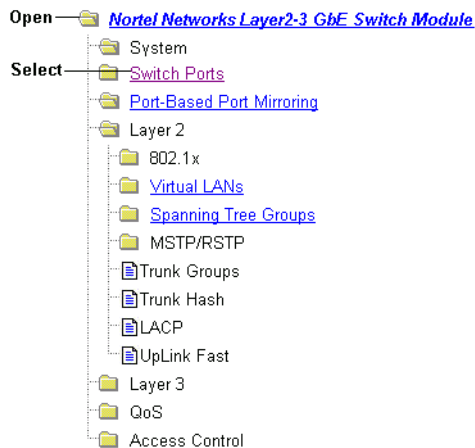 Open Nortel Networks Layer2-3 GbE Switch Module
System
Select Switch Ports
Port-Based Port Mirroring
Layer 2
802.1x
Virtual LANs
Spanning Tree Groups
MSTP/RSTP
Trunk Groups
Trunk Hash
LACP
UpLink Fast
Layer 3
QoS
Access Control